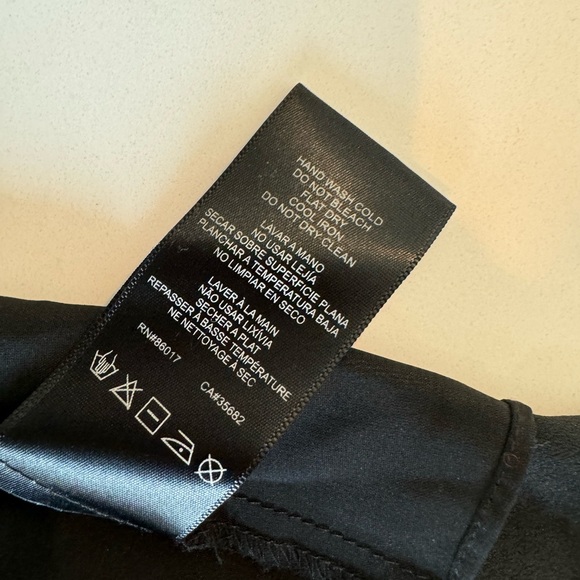 HAND WASH COLD
DO NOT BLEACH
FLAT DRY
COOL IRON
DO NOT DRY CLEAN
LAVAR A MANO
NO USAR LEJÍA
SECAR SOBRE SUPERFICIE PLANA
PLANCHAR A TEMPERATURA BAJA
NO LIMPIAR EN SECO
LAVER À LA MAIN
NÃO USAR LIXÍVIA
SÉCHER À PLAT
REPASSER À BASSE TEMPÉRATURE
NE NETTOYAGE À SEC
RN#86017 CA#35682